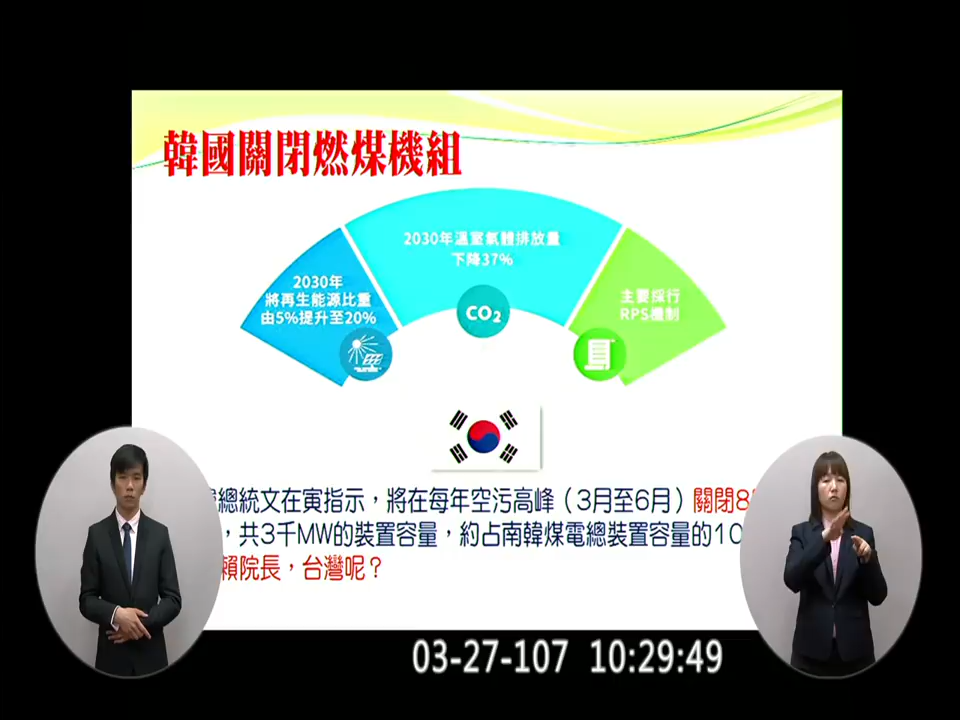 韓國關閉燃煤機組
2030年
將再生能源比重
由5%提升至20%
2030年溫室氣體排放量
下降37%
CO₂
主要採行
RPS機制
總統文在寅指示，將在每年空污高峰（3月至6月）關閉8
，共3千MW的裝置容量，約占南韓煤電總裝置容量的10
賴院長，台灣呢？
03-27-107 10:29:49